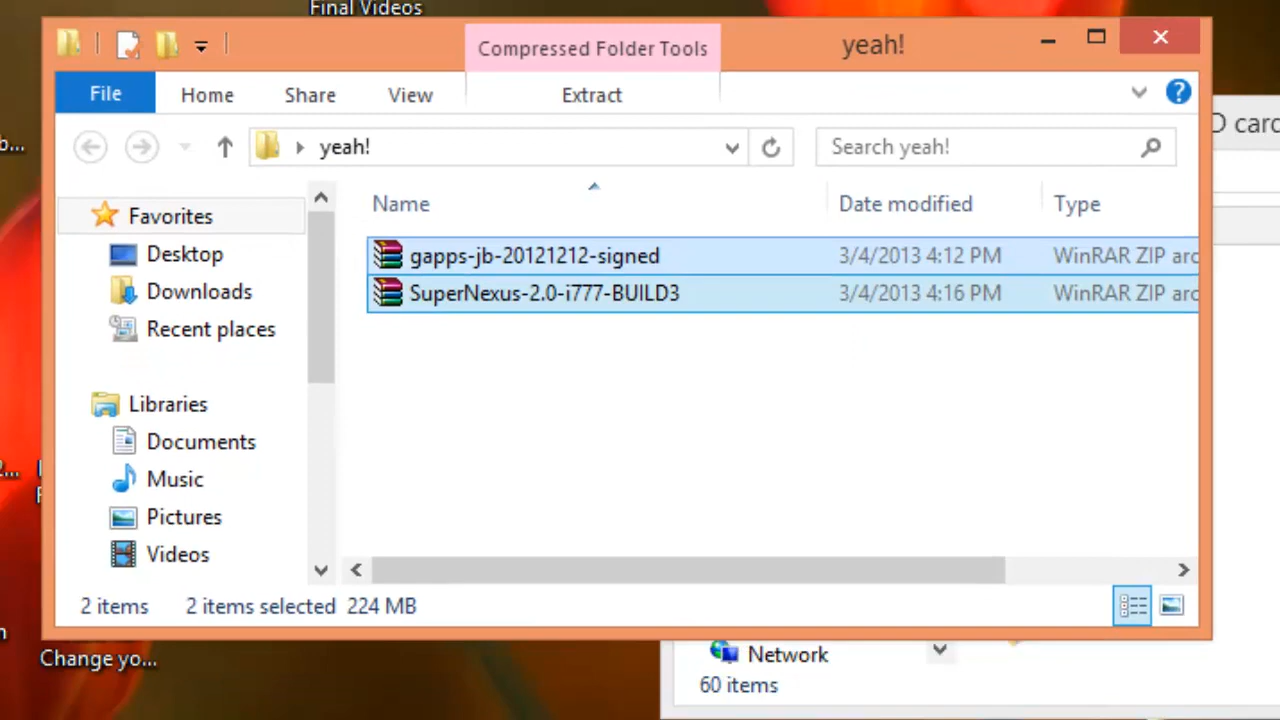 Final Videos
Compressed Folder Tools
yeah!
File
Home
Share
View
Extract
?
D carc
yeah!
Search yeah!
Name
Date modified
Type
Favorites
Desktop
Downloads
Recent places
Libraries
Documents
Music
Pictures
Videos
gapps-jb-20121212-signed
3/4/2013 4:12 PM
WinRAR ZIP arc
SuperNexus-2.0-i777-BUILD3
3/4/2013 4:16 PM
WinRAR ZIP arc
2 items
2 items selected
224 MB
b...
Change yo...
Network
60 items